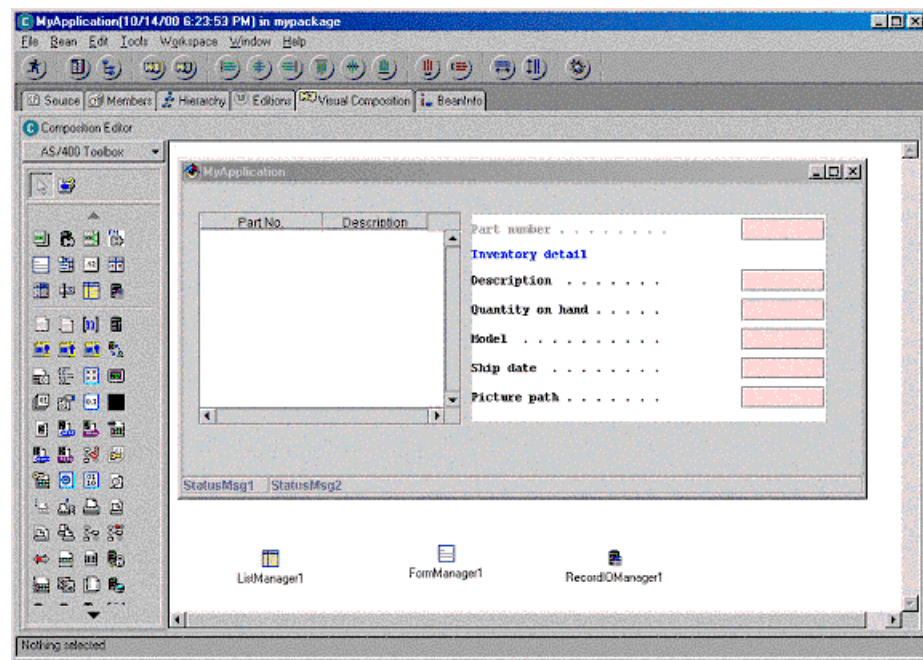 MyApplication(10/14/00 6:23:53 PM) in mypackage
File Bean Edit Tools Workspace Window Help
Source Members Hierarchy Editions Visual Composition BeanInfo
Composition Editor
AS/400 Toolbox
MyApplication
Part No. Description
Part number . . . . . . . .
Inventory detail
Description . . . . . . .
Quantity on hand . . . . .
Model . . . . . . . . . .
Ship date . . . . . . . .
Picture path . . . . . . .
StatusMsg1 StatusMsg2
ListManager1 FormManager1 RecordIOManager1
Nothing selected